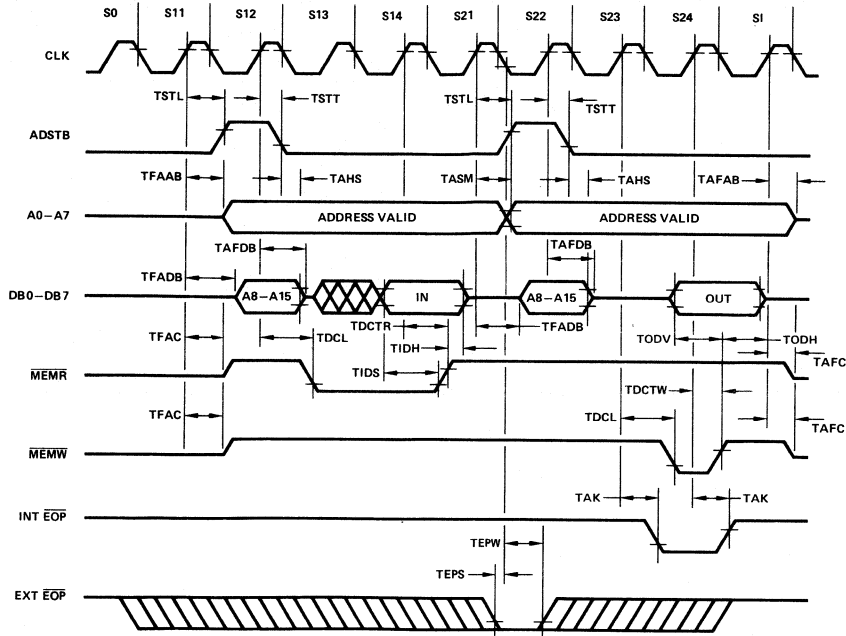 S0 S11 S12 S13 S14 S21 S22 S23 S24 SI
CLK
TSTL TSTT TSTL TSTT
ADSTB
TFAAB TAHS TASM TAHS TAFAB
A0–A7 ADDRESS VALID ADDRESS VALID
TAFDB TAFDB
TFADB
DB0–DB7 A8–A15 IN A8–A15 OUT
TDCTR TFADB
TFAC TDCL TIDH TODV TODH
MEMR TIDS TAFC
TDCTW
TFAC TDCL TAFC
MEMW
TAK TAK
INT EOP
TEPW
TEPS
EXT EOP